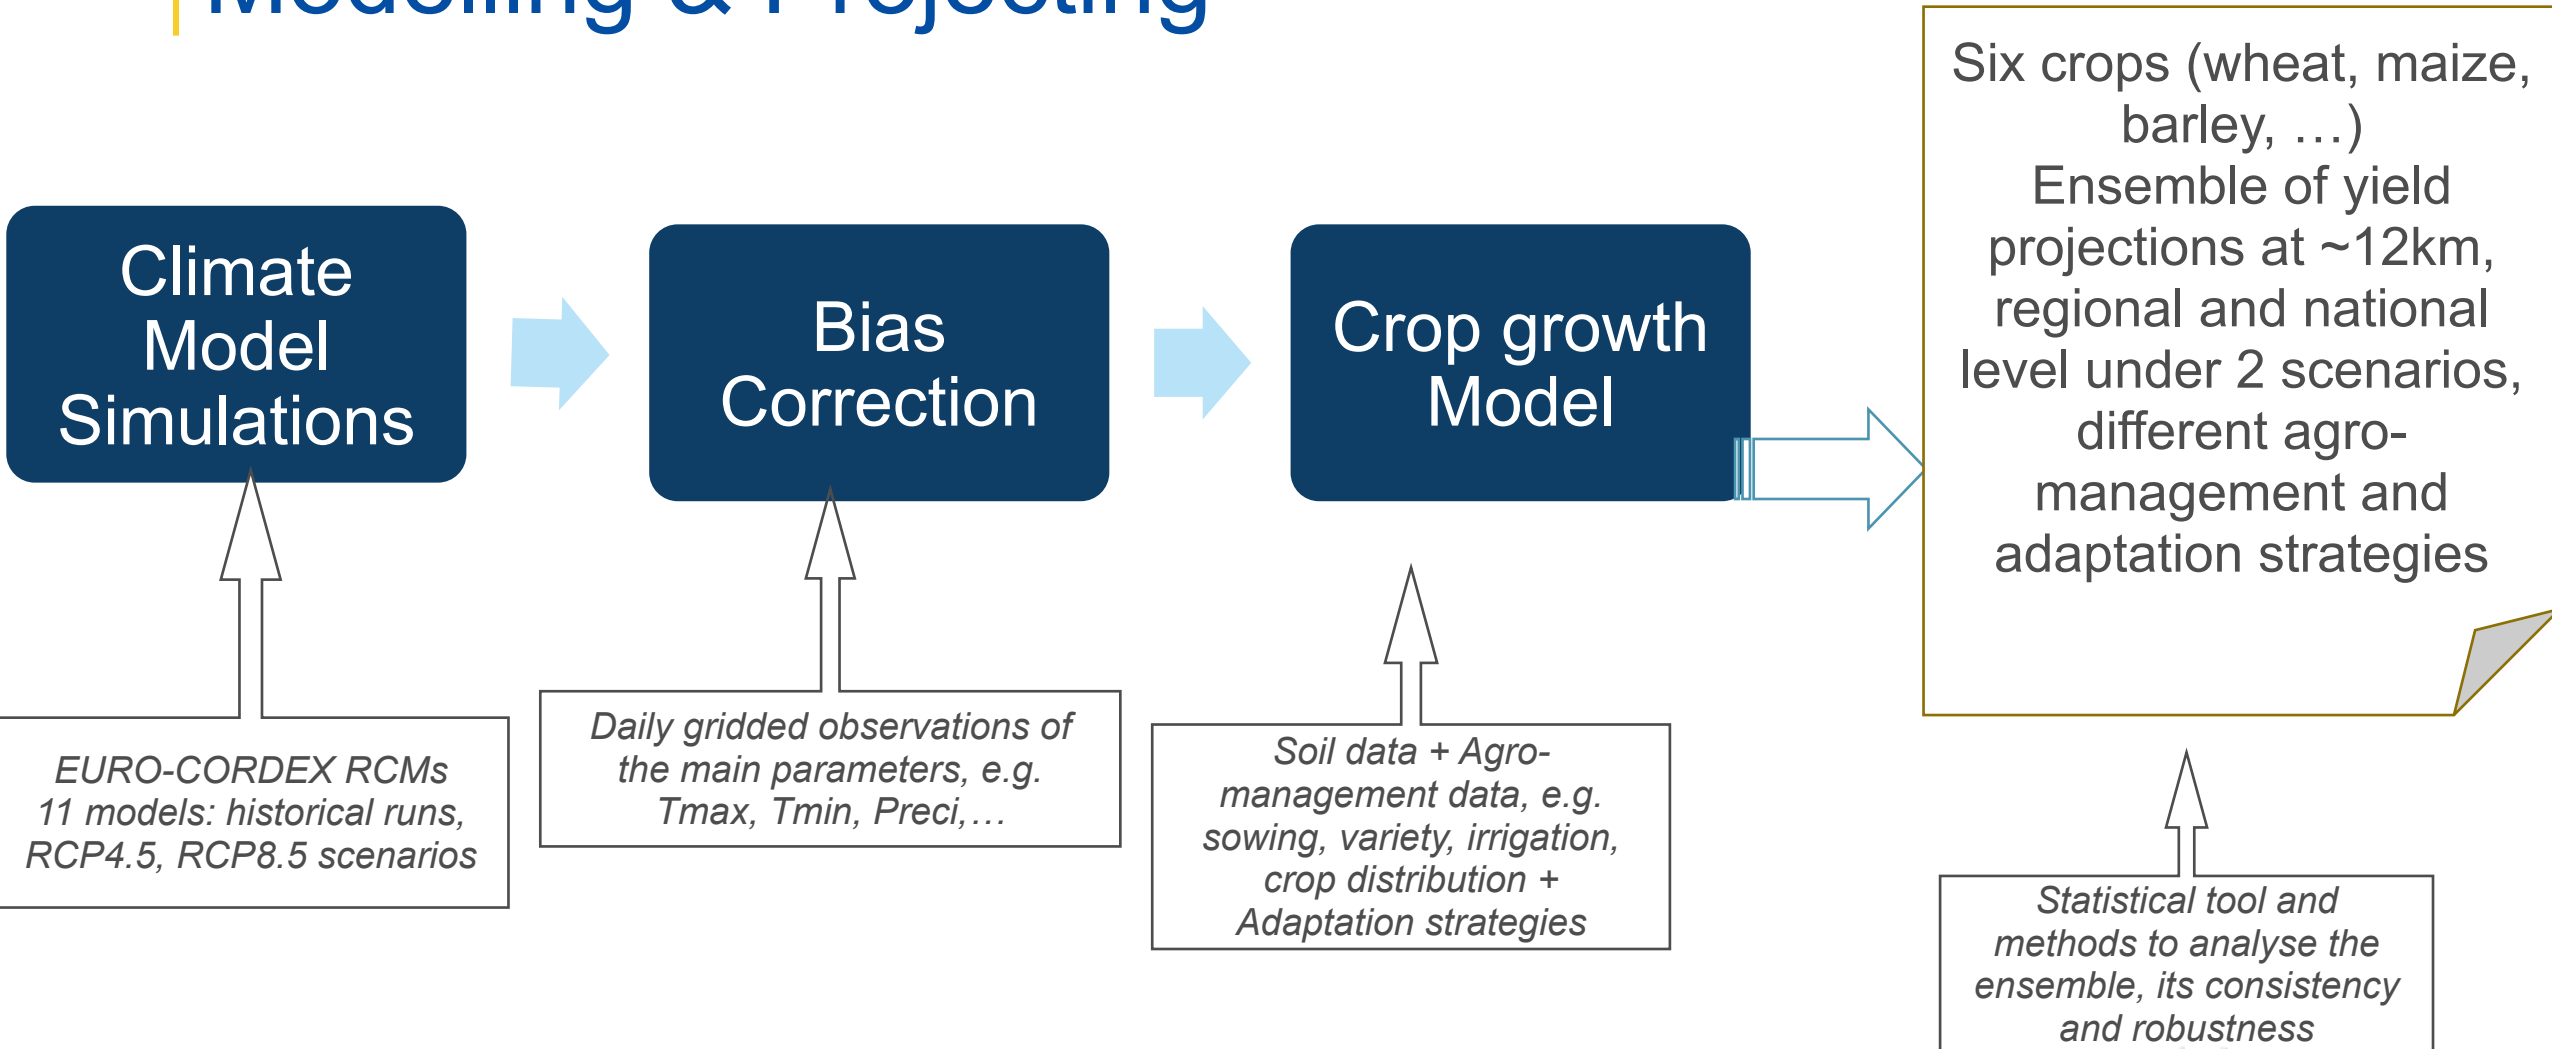 Modelling & Projecting
Climate
Model
Simulations
Bias
Correction
Crop growth
Model
Six crops (wheat, maize,
barley, …)
Ensemble of yield
projections at ~12km,
regional and national
level under 2 scenarios,
different agro-
management and
adaptation strategies
EURO-CORDEX RCMs
11 models: historical runs,
RCP4.5, RCP8.5 scenarios
Daily gridded observations of
the main parameters, e.g.
Tmax, Tmin, Preci,…
Soil data + Agro-
management data, e.g.
sowing, variety, irrigation,
crop distribution +
Adaptation strategies
Statistical tool and
methods to analyse the
ensemble, its consistency
and robustness